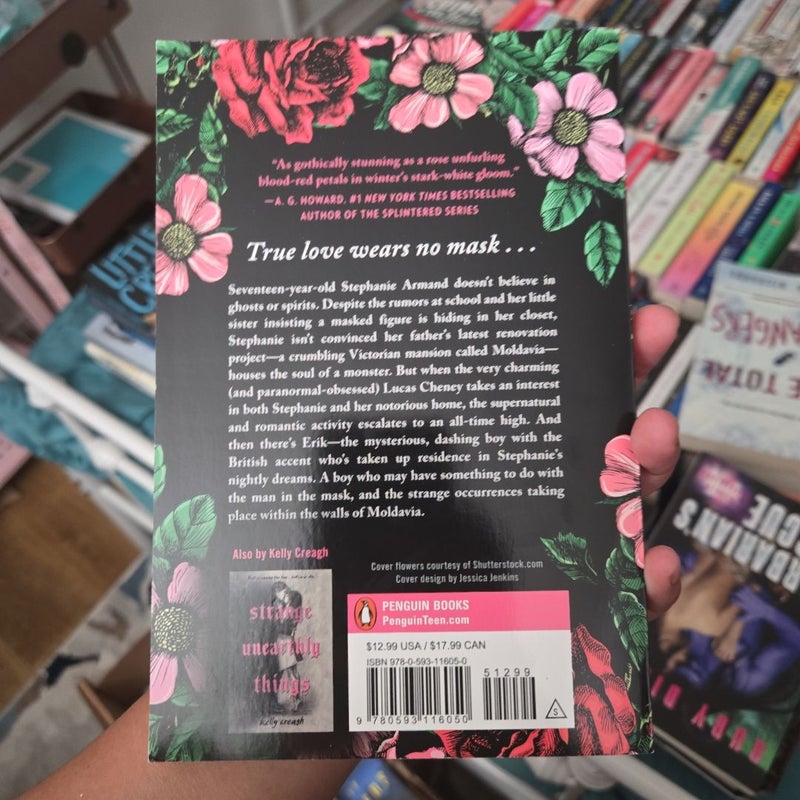 "As gothically stunning as a rose unfurling
blood-red petals in winter's stark-white gloom."
—A. G. HOWARD, #1 NEW YORK TIMES BESTSELLING
AUTHOR OF THE SPLINTERED SERIES
True love wears no mask . . .
Seventeen-year-old Stephanie Armand doesn't believe in
ghosts or spirits. Despite the rumors at school and her little
sister insisting a masked figure is hiding in her closet,
Stephanie isn't convinced her father's latest renovation
project—a crumbling Victorian mansion called Moldavia—
houses the soul of a monster. But when the very charming
(and paranormal-obsessed) Lucas Cheney takes an interest
in both Stephanie and her notorious home, the supernatural
and romantic activity escalates to an all-time high. And
then there's Erik—the mysterious, dashing boy with the
British accent who's taken up residence in Stephanie's
nightly dreams. A boy who may have something to do with
the man in the mask, and the strange occurrences taking
place within the walls of Moldavia.
Also by Kelly Creagh
strange
unearthly
things
kelly creagh
Cover flowers courtesy of Shutterstock.com
Cover design by Jessica Jenkins
PENGUIN BOOKS
PenguinTeen.com
$12.99 USA / $17.99 CAN
ISBN 978-0-593-11605-0
51299
9 780593 116050
S
LITTLE
TOTAL
RUBY DI